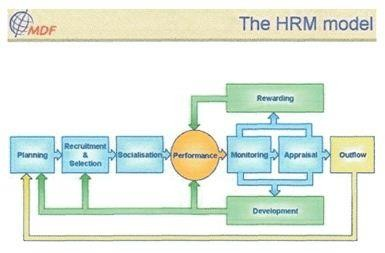 MDF
The HRM model
Rewarding
Planning
Recruitment
&
Selection
Socialisation
Performance
Monitoring
Appraisal
Outflow
Development